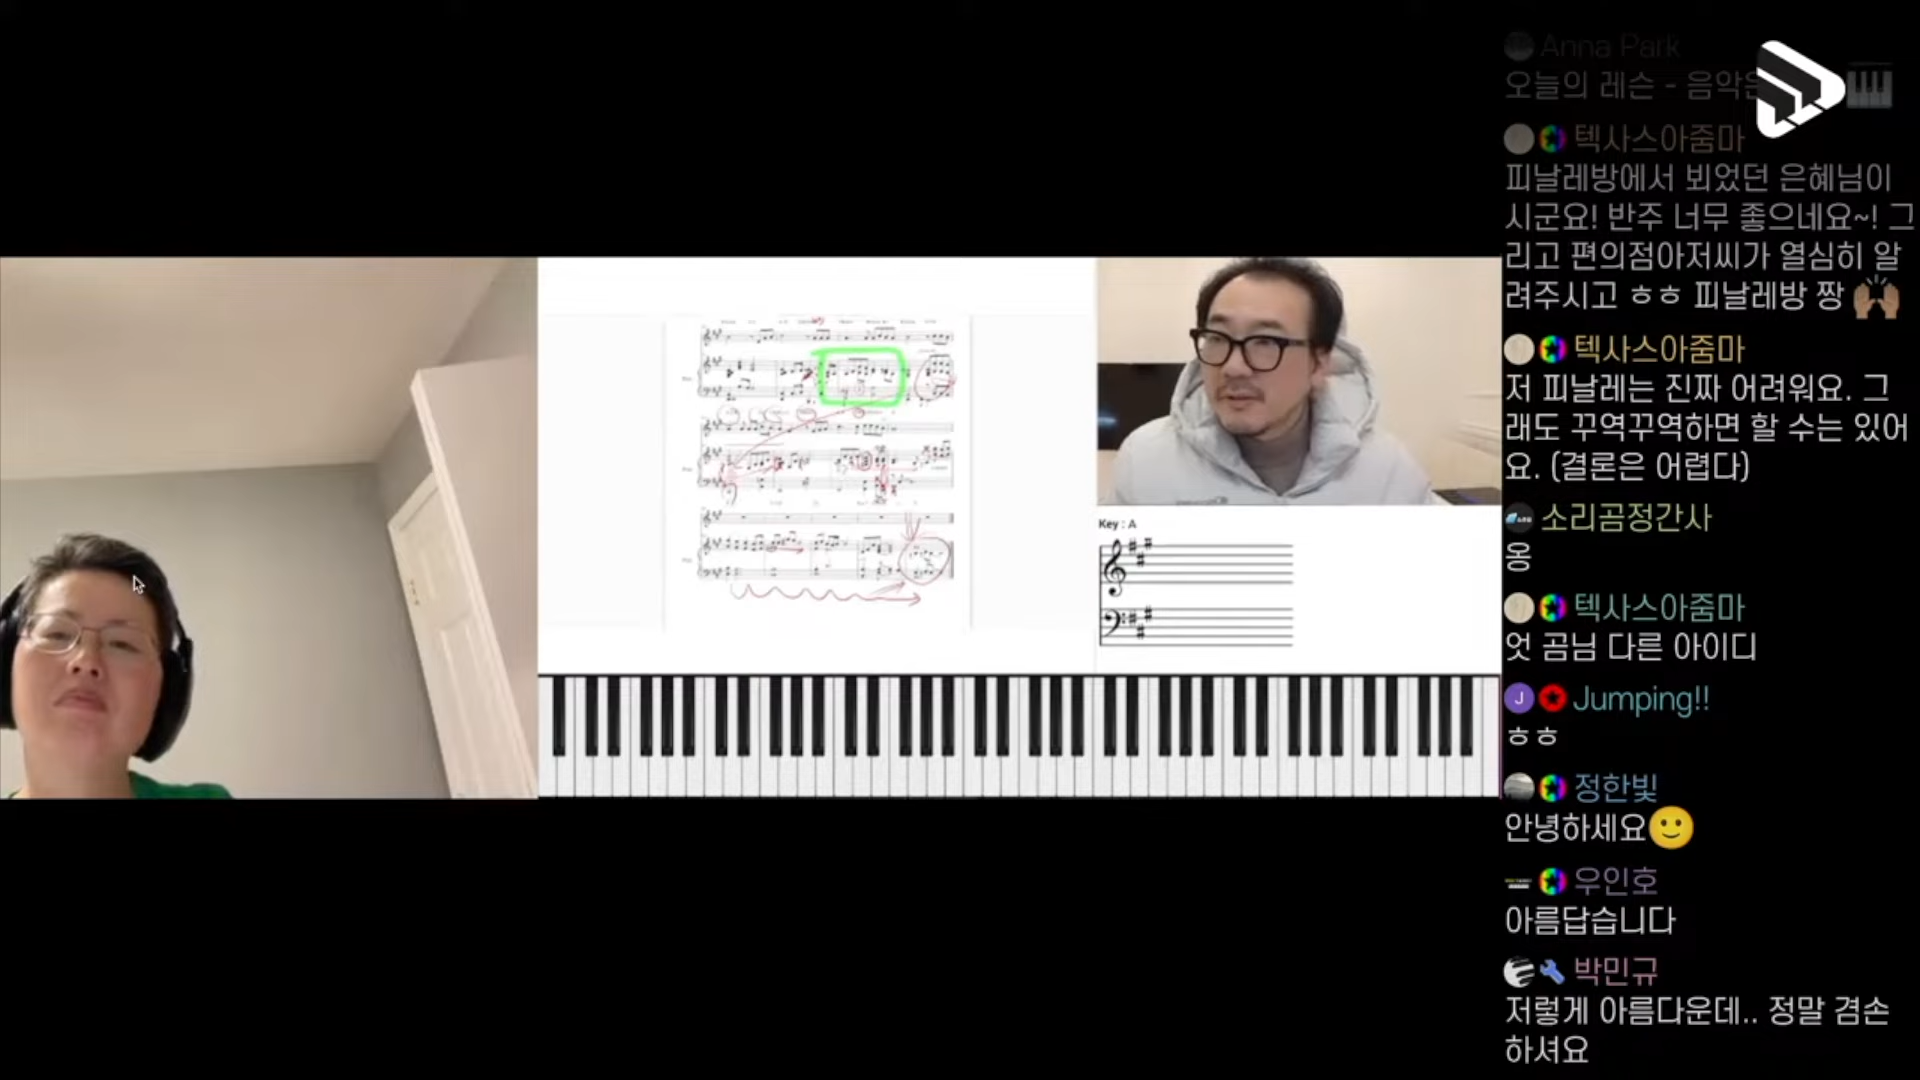 Anna Park
오늘의 레슨 - 음악은
텍사스아줌마
피날레방에서 뵈었던 은혜님이
시군요! 반주 너무 좋으네요~! 그
리고 편의점아저씨가 열심히 알
려주시고 ㅎㅎ 피날레방 짱 🙌🏽
텍사스아줌마
저 피날레는 진짜 어려워요. 그
래도 꾸역꾸역하면 할 수는 있어
요. (결론은 어렵다)
소리곰정간사
옹
텍사스아줌마
엇 곰님 다른 아이디
J Jumping!!
ㅎㅎ
정한빛
안녕하세요🙂
우인호
아름답습니다
박민규
저렇게 아름다운데.. 정말 겸손
하셔요
Key : A